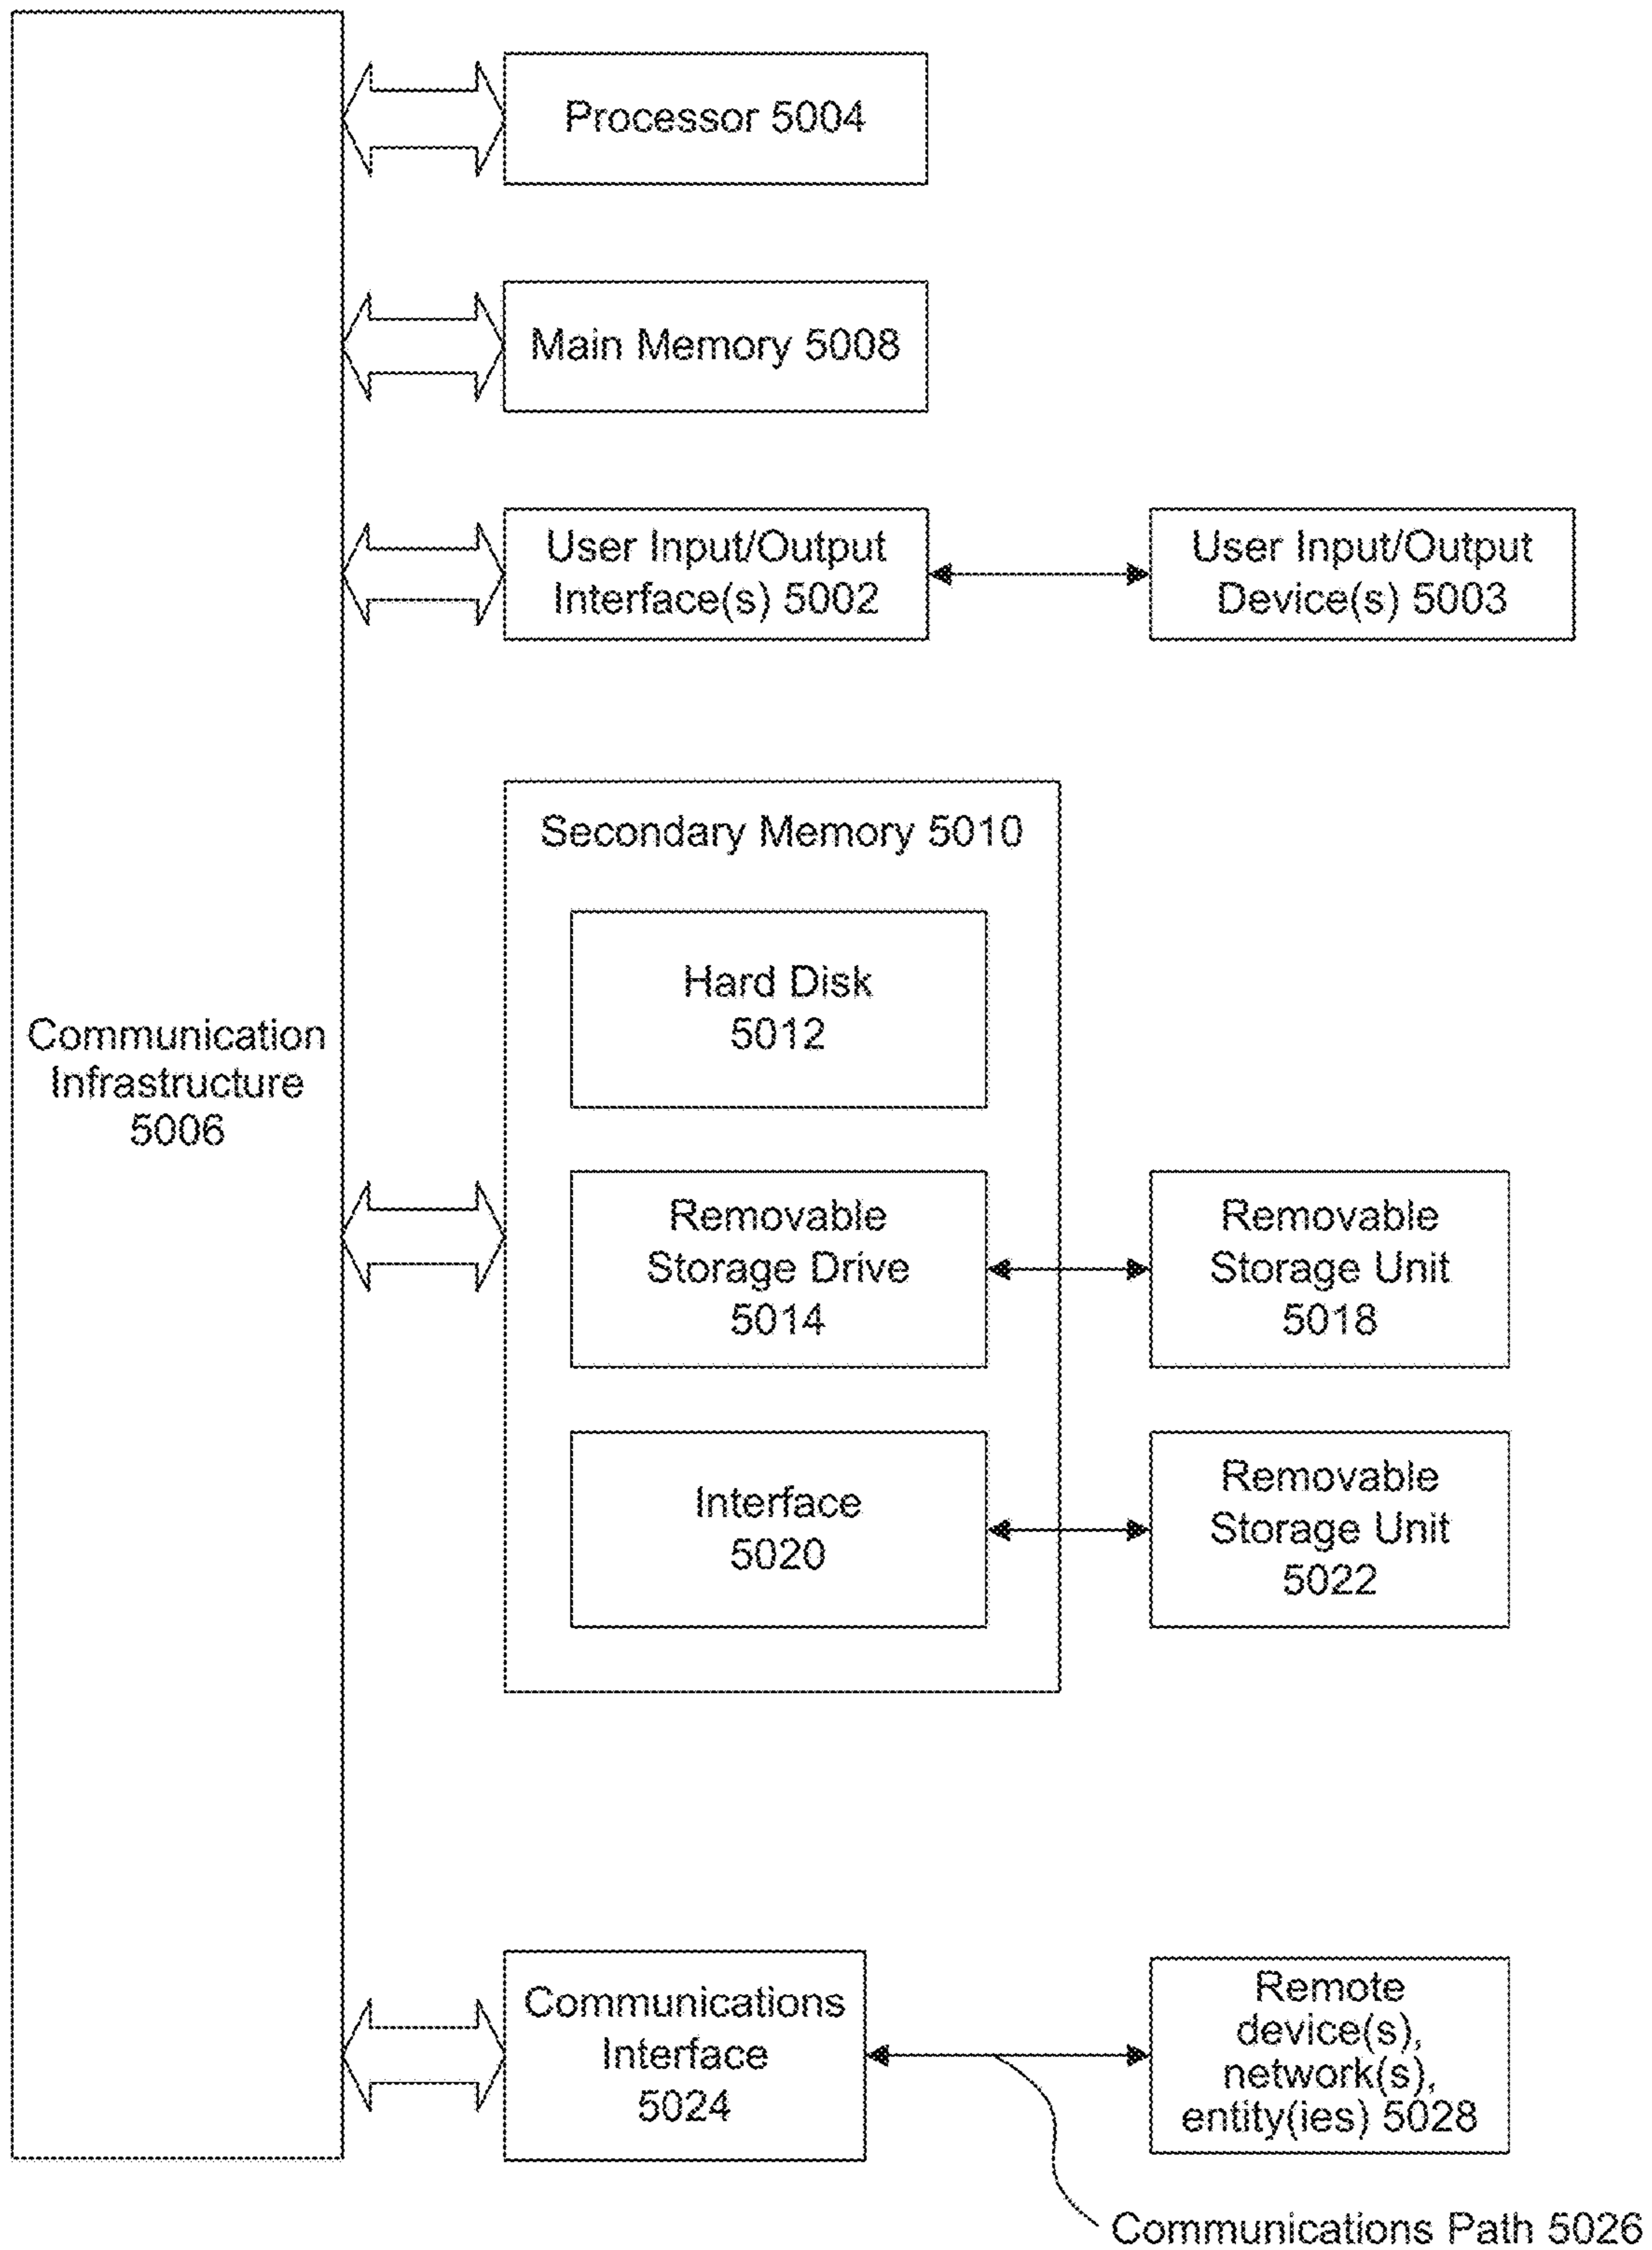 Processor 5004
Main Memory 5008
User Input/Output
Interface(s) 5002
User Input/Output
Device(s) 5003
Secondary Memory 5010
Hard Disk
5012
Communication
Infrastructure
5006
Removable
Storage Drive
5014
Removable
Storage Unit
5018
Interface
5020
Removable
Storage Unit
5022
Communications
Interface
5024
Remote
device(s),
network(s),
entity(ies) 5028
Communications Path 5026